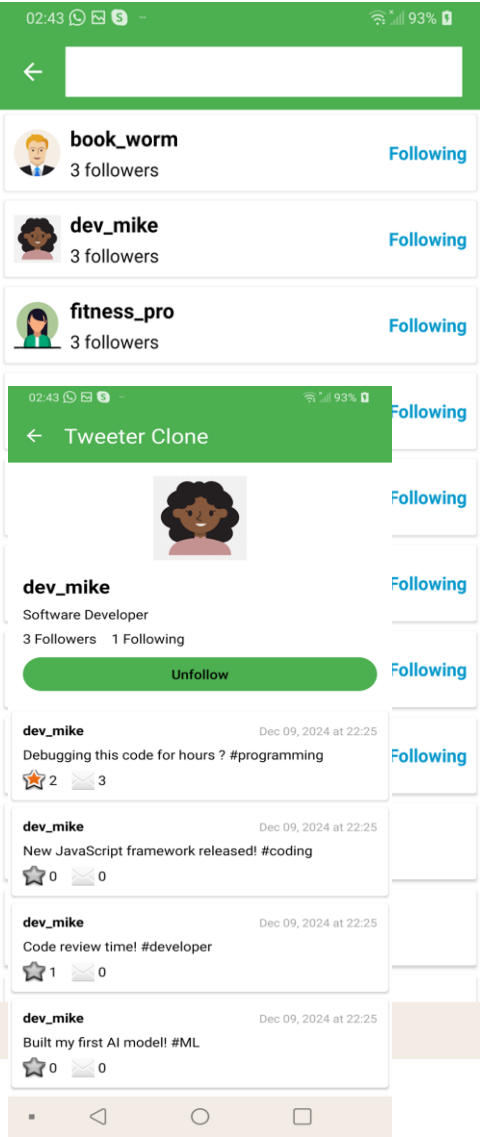 02:43
93%
book_worm
3 followers
Following
dev_mike
3 followers
Following
fitness_pro
3 followers
Following
Following
Following
Following
Following
Following
02:43
93%
Tweeter Clone
dev_mike
Software Developer
3 Followers 1 Following
Unfollow
dev_mike Dec 09, 2024 at 22:25
Debugging this code for hours ? #programming
2 3
dev_mike Dec 09, 2024 at 22:25
New JavaScript framework released! #coding
0 0
dev_mike Dec 09, 2024 at 22:25
Code review time! #developer
1 0
dev_mike Dec 09, 2024 at 22:25
Built my first AI model! #ML
0 0